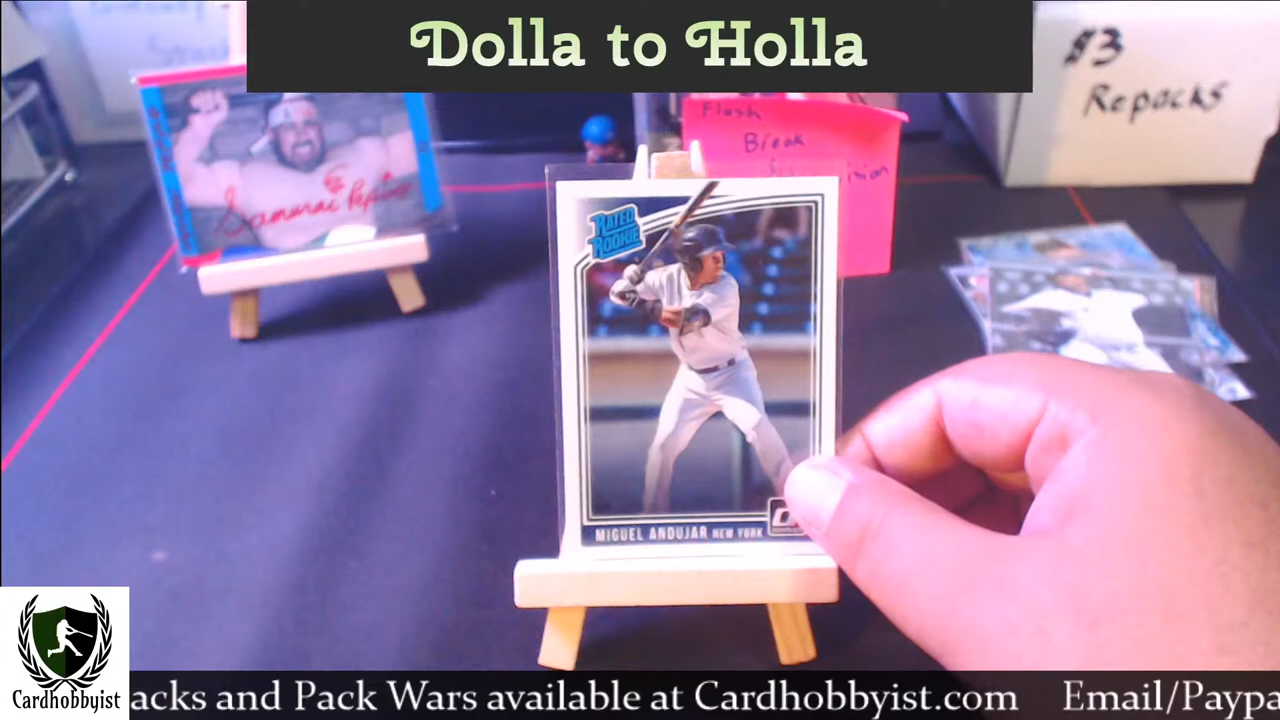 Dolla to Holla
$3
Repacks
Flash
Break
Samurai Pepinos
RATED
ROOKIE
MIGUEL ANDUJAR NEW YORK
Cardhobbyist
acks and Pack Wars available at Cardhobbyist.com Email/Paypa